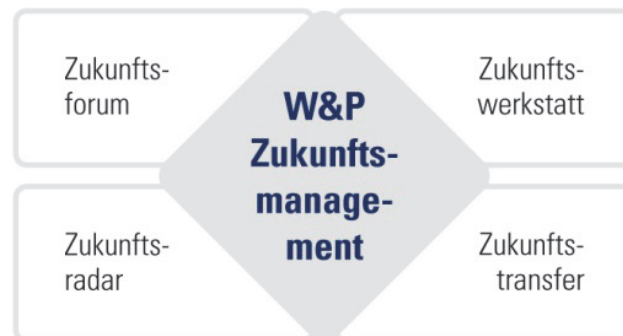 Zukunfts-
forum
W&P
Zukunfts-
manage-
ment
Zukunfts-
werkstatt
Zukunfts-
radar
Zukunfts-
transfer